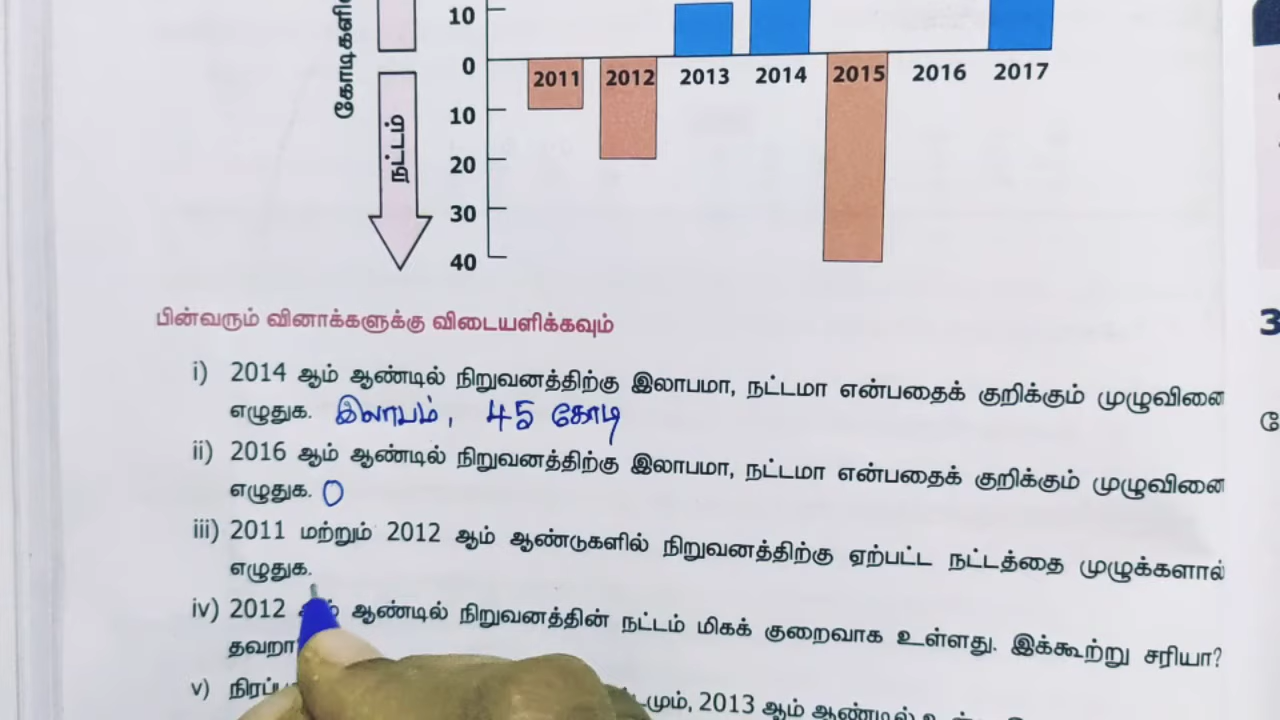 கோடிகளில்
நட்டம்
10
0
10
20
30
40
2011 2012 2013 2014 2015 2016 2017
பின்வரும் வினாக்களுக்கு விடையளிக்கவும்
i) 2014 ஆம் ஆண்டில் நிறுவனத்திற்கு இலாபமா, நட்டமா என்பதைக் குறிக்கும் முழுவினை
எழுதுக. இலாபம், 45 கோடி
ii) 2016 ஆம் ஆண்டில் நிறுவனத்திற்கு இலாபமா, நட்டமா என்பதைக் குறிக்கும் முழுவினை
எழுதுக. 0
iii) 2011 மற்றும் 2012 ஆம் ஆண்டுகளில் நிறுவனத்திற்கு ஏற்பட்ட நட்டத்தை முழுக்களால்
எழுதுக.
iv) 2012 ஆம் ஆண்டில் நிறுவனத்தின் நட்டம் மிகக் குறைவாக உள்ளது. இக்கூற்று சரியா?
தவறா
v) 2013 ஆம் ஆண்டில்
3